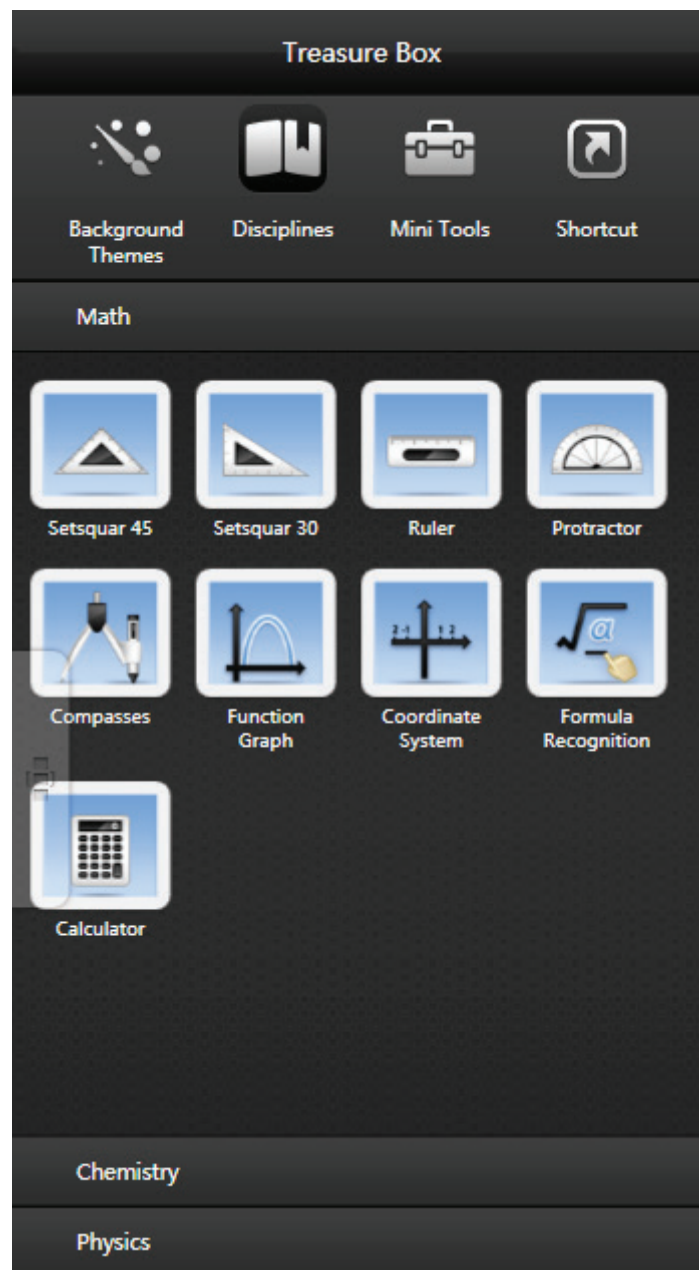 Treasure Box
Background
Themes
Disciplines
Mini Tools
Shortcut
Math
Setsquar 45
Setsquar 30
Ruler
Protractor
Compasses
Function
Graph
Coordinate
System
Formula
Recognition
Calculator
Chemistry
Physics